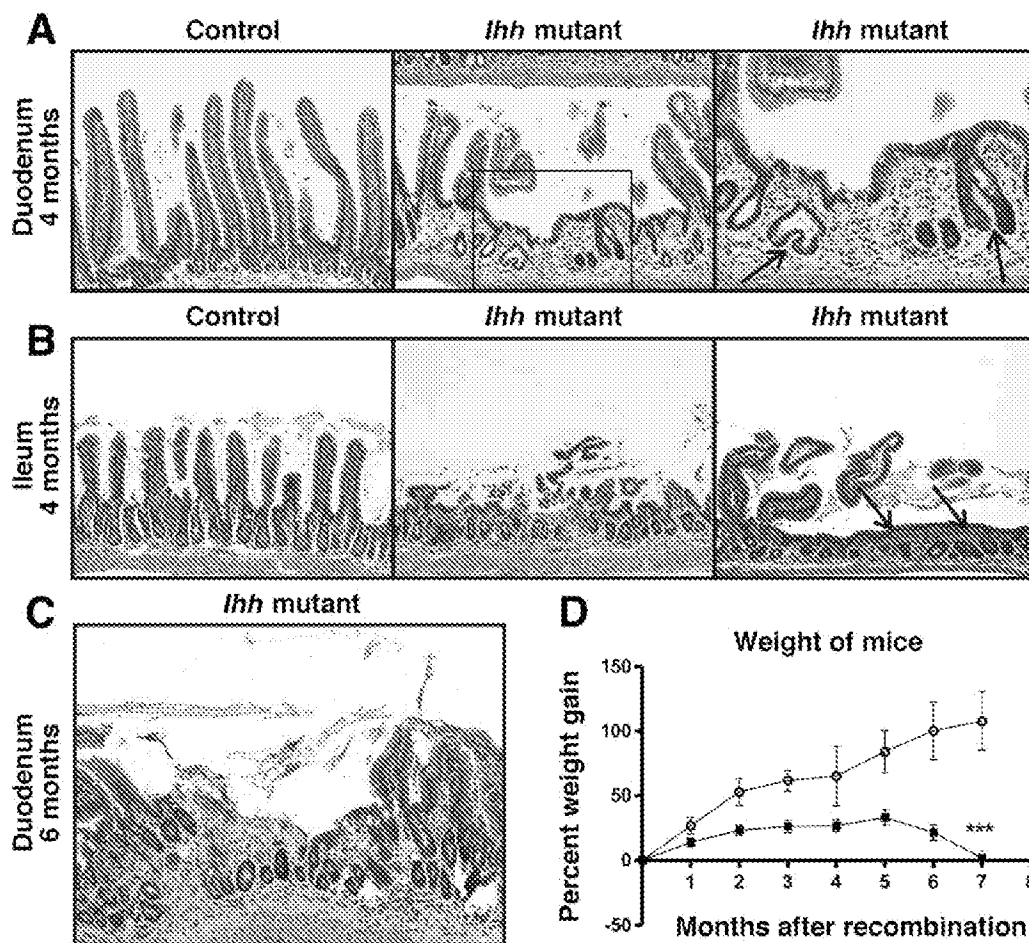 A
Control
Ihh mutant
Ihh mutant
Duodenum
4 months
B
Control
Ihh mutant
Ihh mutant
Ileum
4 months
C
Ihh mutant
Duodenum
6 months
D
Weight of mice
Percent weight gain
150
100
50
0
-50
***
1 2 3 4 5 6 7 8
Months after recombination